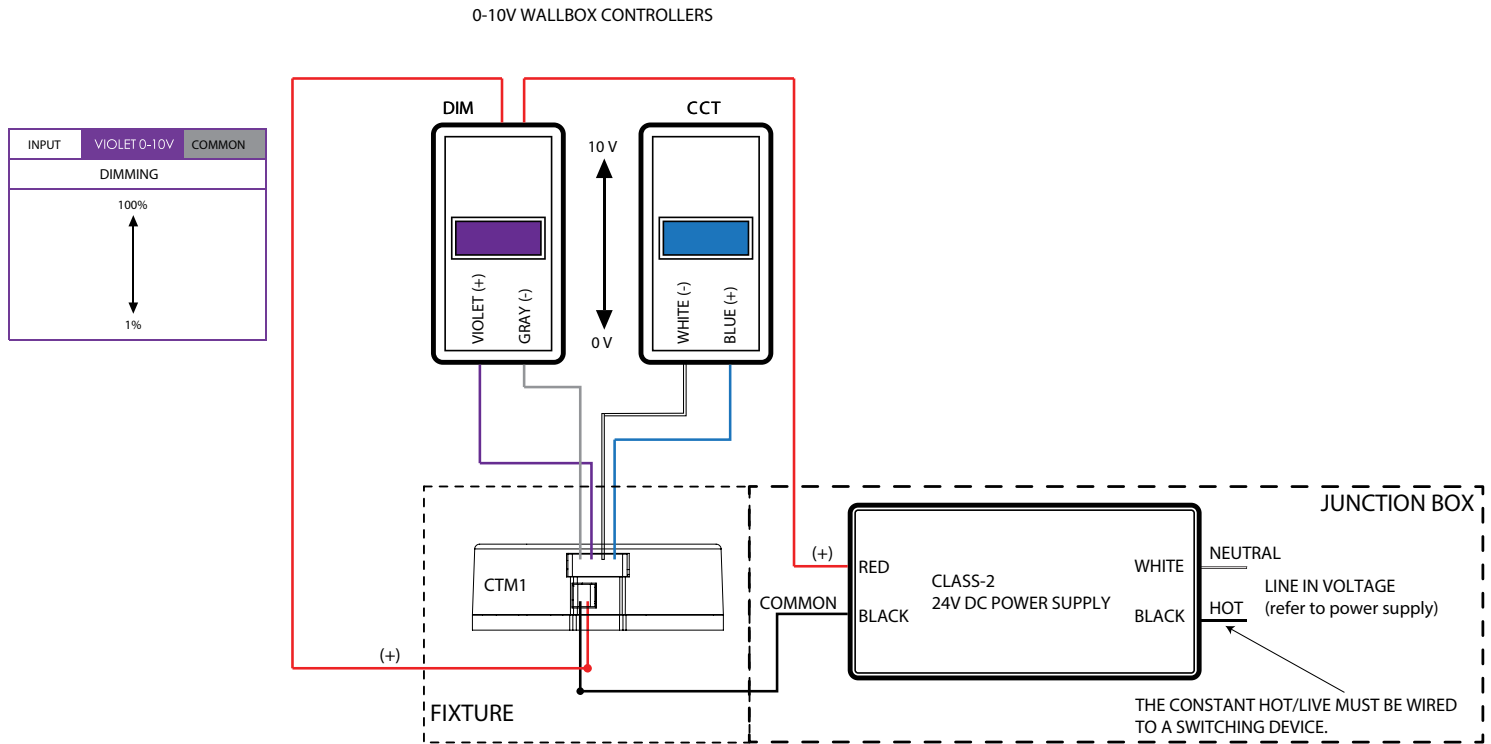 0-10V WALLBOX CONTROLLERS
DIM
CCT
INPUT
VIOLET 0-10V
COMMON
DIMMING
100%
1%
10 V
0 V
VIOLET (+)
GRAY (-)
WHITE (-)
BLUE (+)
JUNCTION BOX
(+)
RED
WHITE
NEUTRAL
CLASS-2
24V DC POWER SUPPLY
LINE IN VOLTAGE
(refer to power supply)
COMMON
BLACK
BLACK
HOT
CTM1
(+)
FIXTURE
THE CONSTANT HOT/LIVE MUST BE WIRED
TO A SWITCHING DEVICE.